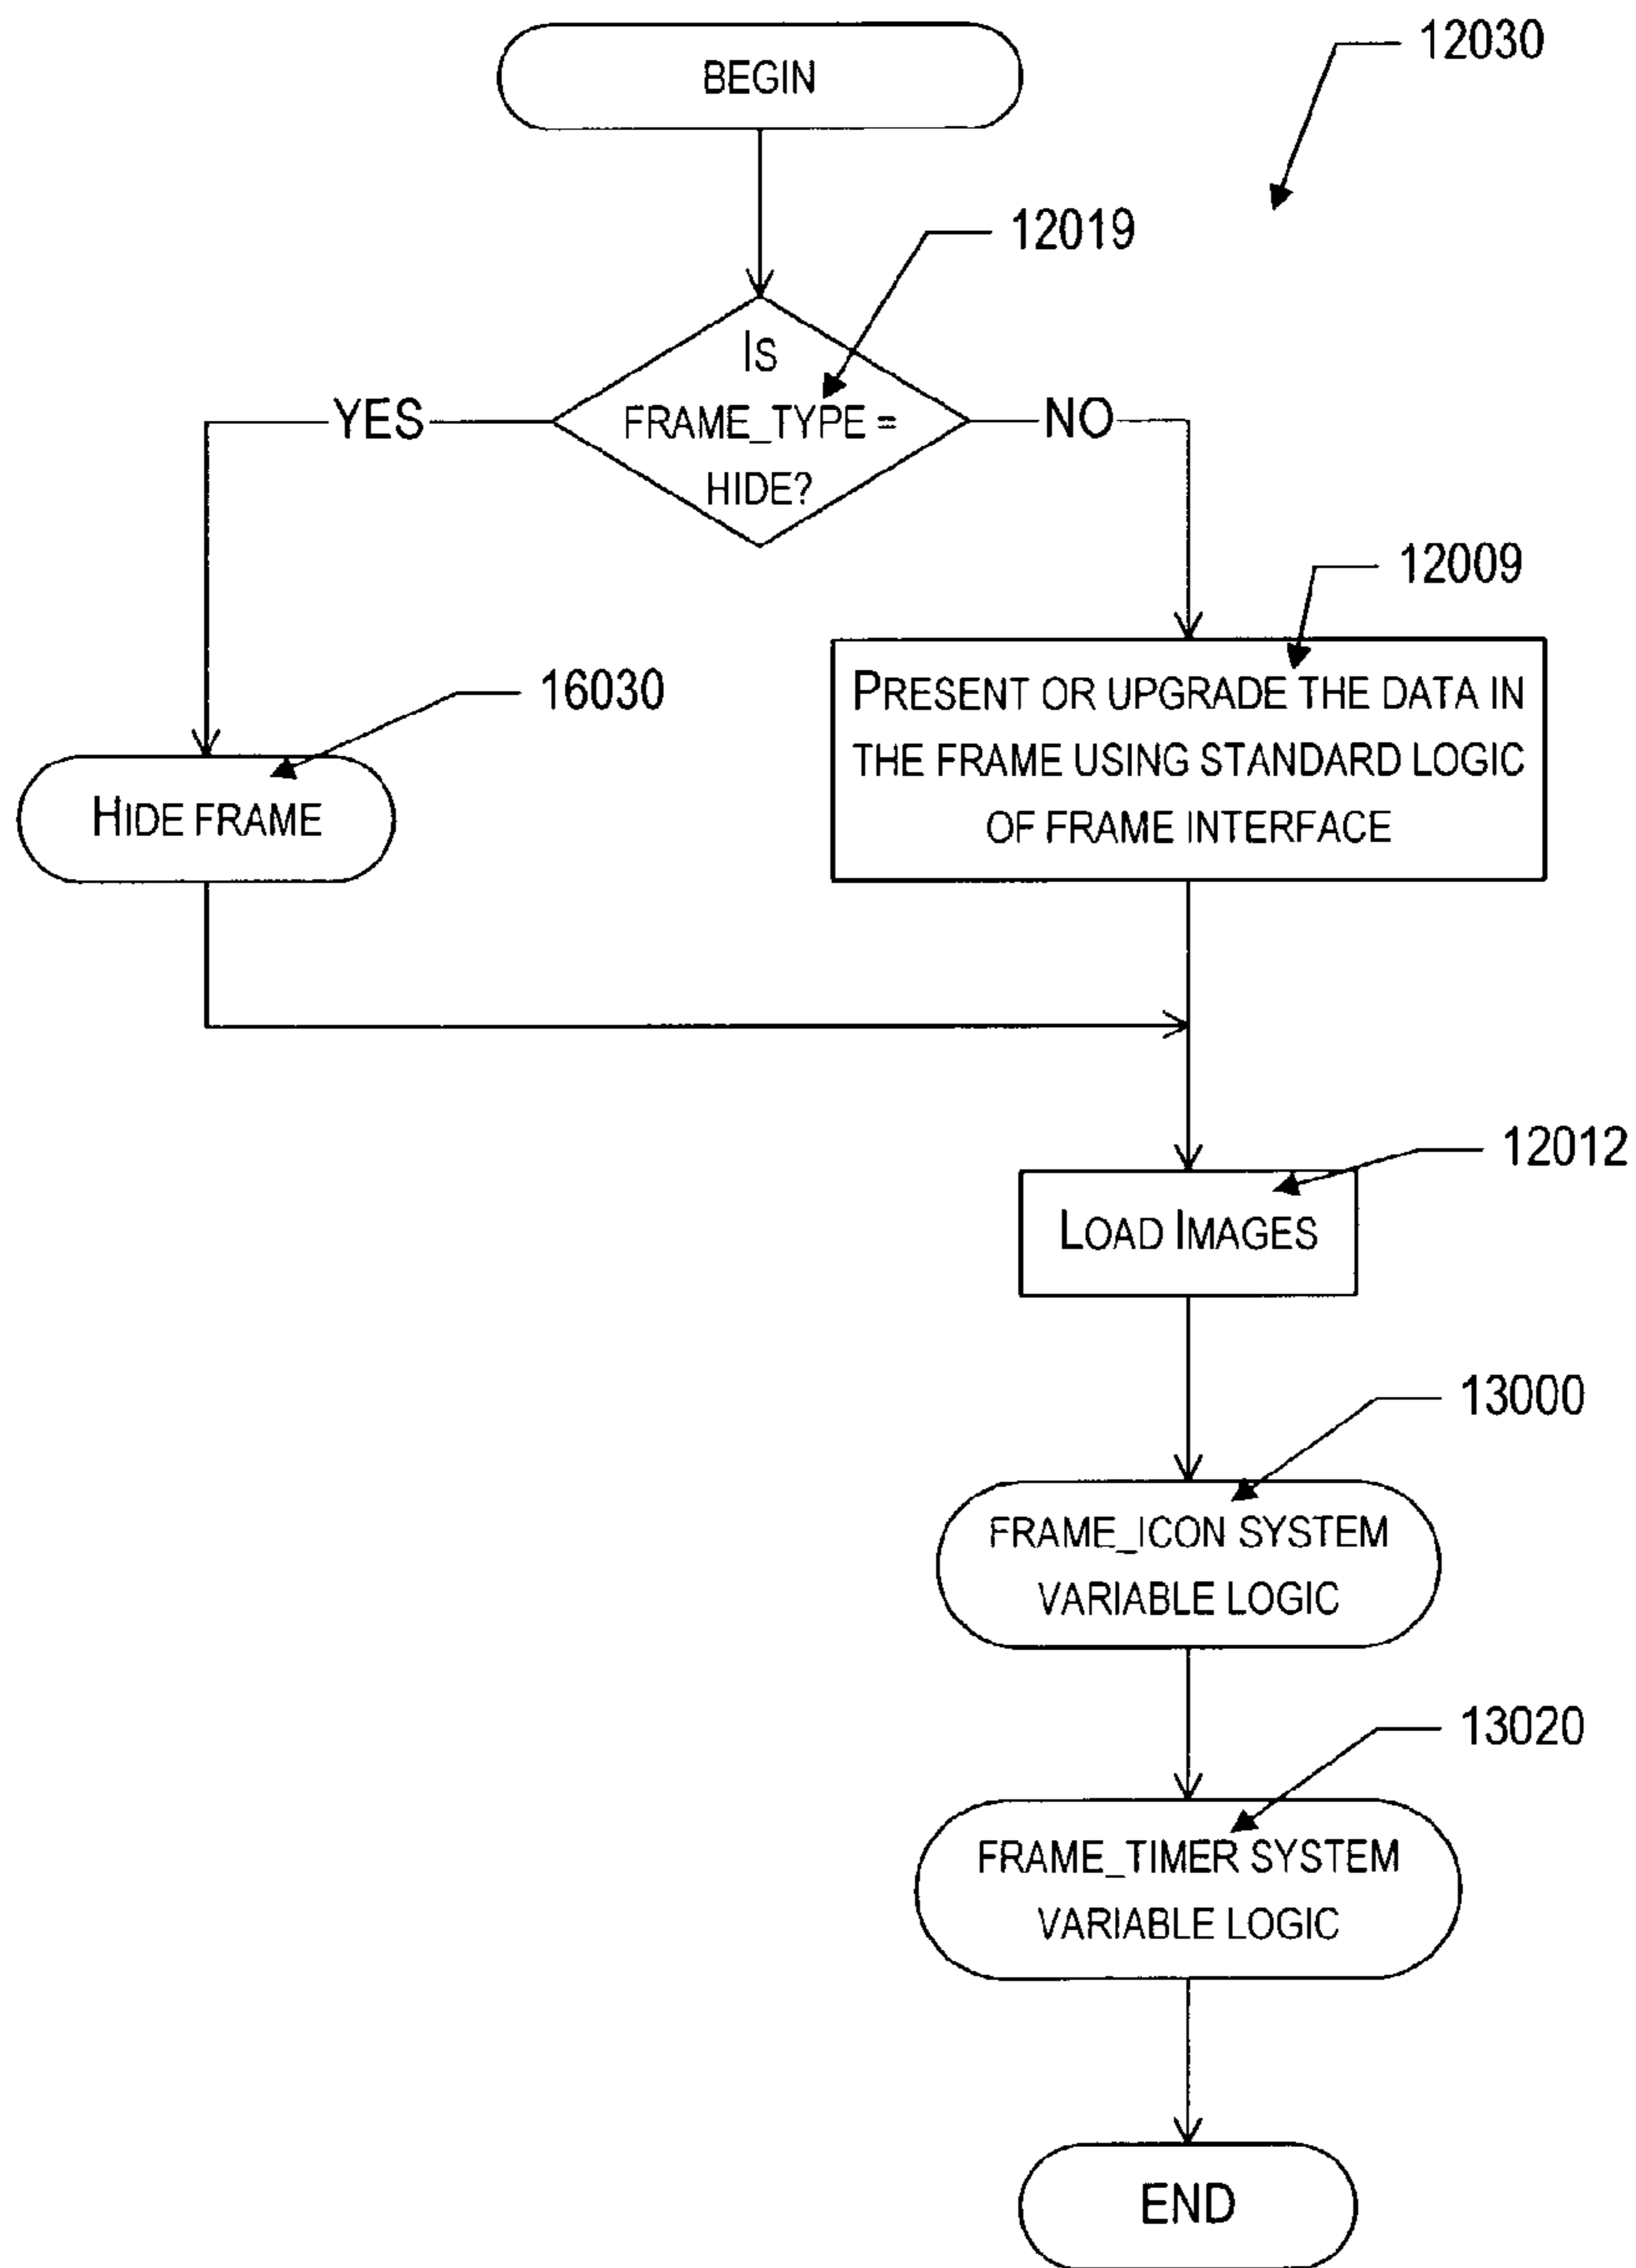 BEGIN
12030
12019
Is
FRAME_TYPE =
HIDE?
YES
NO
12009
PRESENT OR UPGRADE THE DATA IN
THE FRAME USING STANDARD LOGIC
OF FRAME INTERFACE
16030
HIDE FRAME
12012
LOAD IMAGES
13000
FRAME_ICON SYSTEM
VARIABLE LOGIC
13020
FRAME_TIMER SYSTEM
VARIABLE LOGIC
END